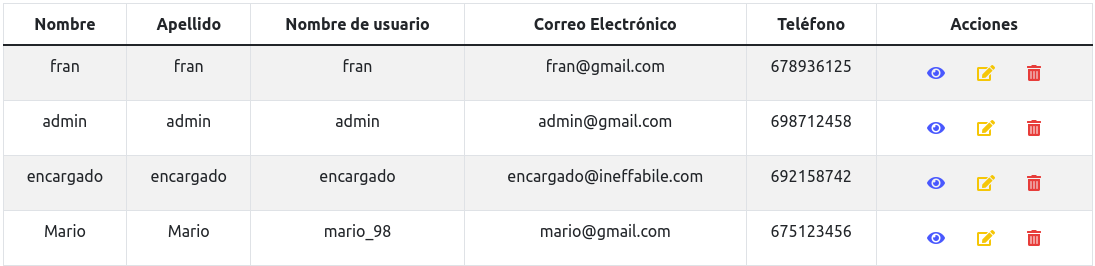 Nombre Apellido Nombre de usuario Correo Electrónico Teléfono Acciones
fran fran fran fran@gmail.com 678936125
admin admin admin admin@gmail.com 698712458
encargado encargado encargado encargado@ineffabile.com 692158742
Mario Mario mario_98 mario@gmail.com 675123456